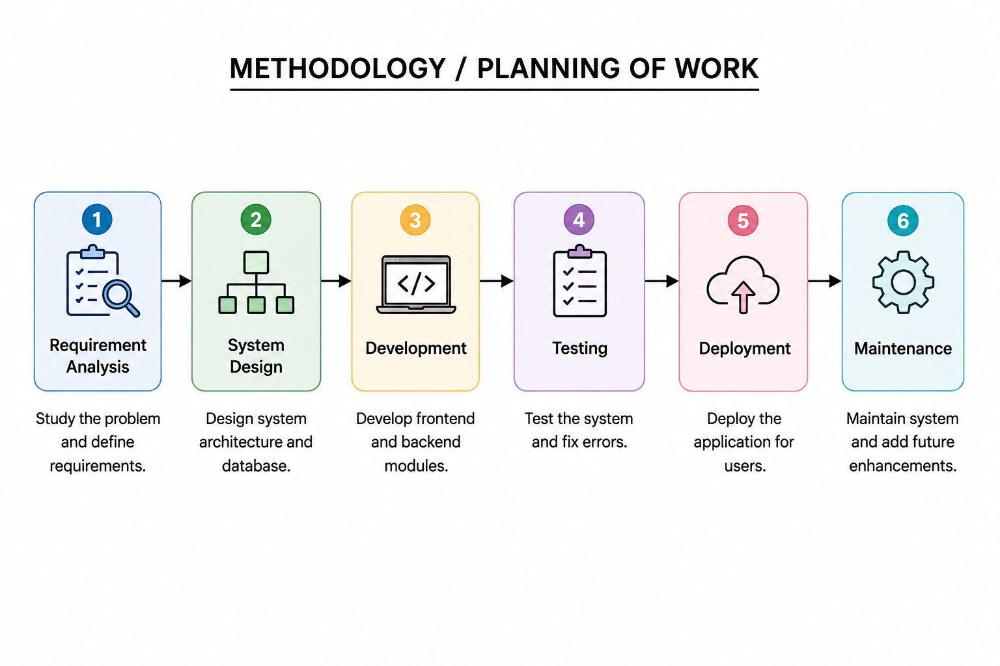 METHODOLOGY / PLANNING OF WORK
1
Requirement
Analysis
Study the problem
and define
requirements.
2
System
Design
Design system
architecture and
database.
3
</>
Development
Develop frontend
and backend
modules.
4
Testing
Test the system
and fix errors.
5
Deployment
Deploy the
application for
users.
6
Maintenance
Maintain system
and add future
enhancements.